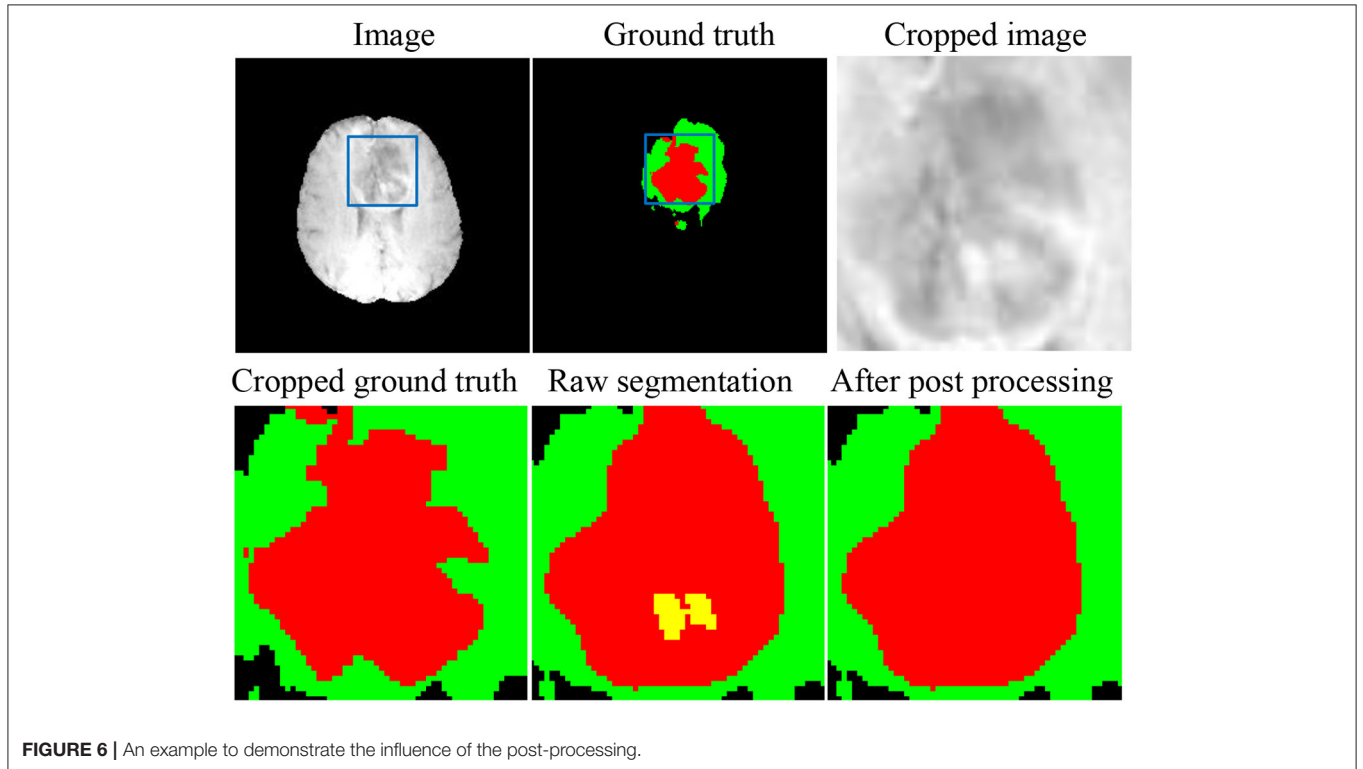 Image
Ground truth
Cropped image
Cropped ground truth
Raw segmentation
After post processing
FIGURE 6 | An example to demonstrate the influence of the post-processing.